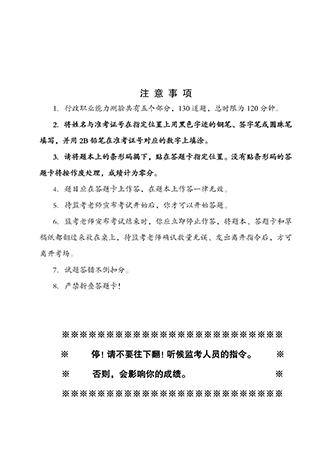 注 意 事 项
1. 行政职业能力测验共有五个部分，130 道题，总时限为 120 分钟。
2. 将姓名与准考证号在指定位置上用黑色字迹的钢笔、签字笔或圆珠笔
填写，并用 2B 铅笔在准考证号对应的数字上填涂。
3. 请将题本上的条形码揭下，贴在答题卡指定位置。没有贴条形码的答
题卡将按作废处理，成绩计为零分。
4. 题目应在答题卡上作答，在题本上作答一律无效。
5. 待监考老师宣布考试开始后，你才可以开始答题。
6. 监考老师宣布考试结束时，你应立即停止作答，将题本、答题卡和草
稿纸都翻过来放在桌上，待监考老师确认数量无误、发出离开指令后，方可
离开考场。
7. 试题答错不倒扣分。
8. 严禁折叠答题卡！
※※※※※※※※※※※※※※※※※※※※※※※※※
※ 停！请不要往下翻！听候监考人员的指令。 ※
※ 否则，会影响你的成绩。 ※
※※※※※※※※※※※※※※※※※※※※※※※※※